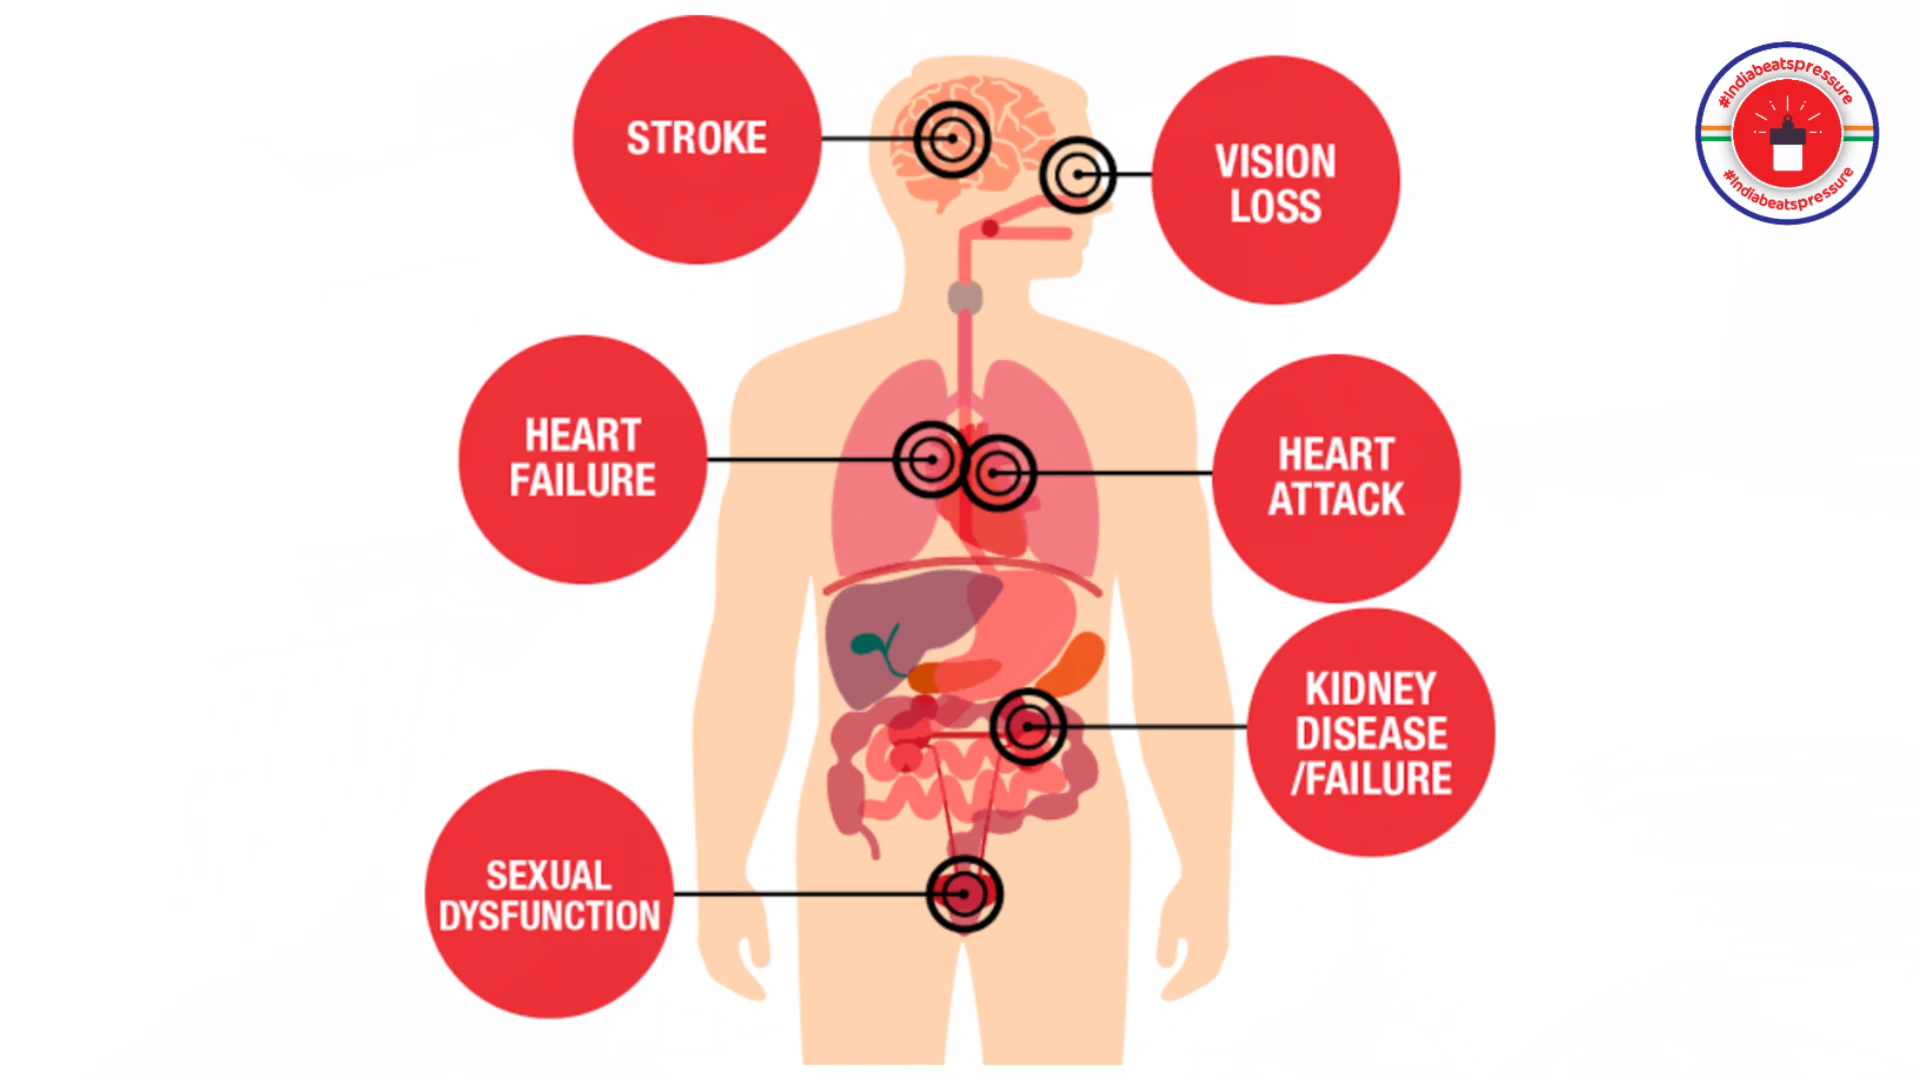 STROKE
VISION
LOSS
#Indiabeatspressure
#Indiabeatspressure
HEART
FAILURE
HEART
ATTACK
KIDNEY
DISEASE
/FAILURE
SEXUAL
DYSFUNCTION